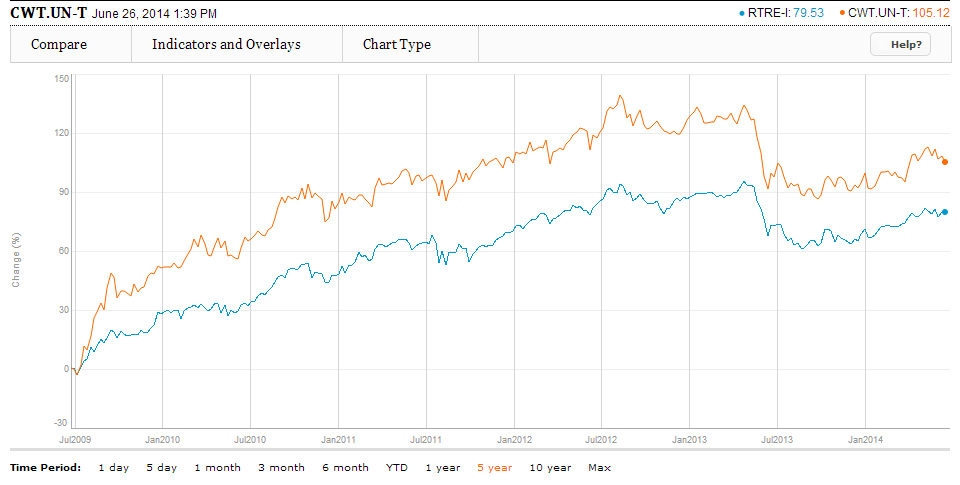 CWT.UN-T June 26, 2014 1:39 PM RTRE-I: 79.53 CWT.UN-T: 105.12
Compare Indicators and Overlays Chart Type Help?
150
120
90
60
30
0
-30
Change (%)
Jul2009 Jan2010 Jul2010 Jan2011 Jul2011 Jan2012 Jul2012 Jan2013 Jul2013 Jan2014
Time Period: 1 day 5 day 1 month 3 month 6 month YTD 1 year 5 year 10 year Max